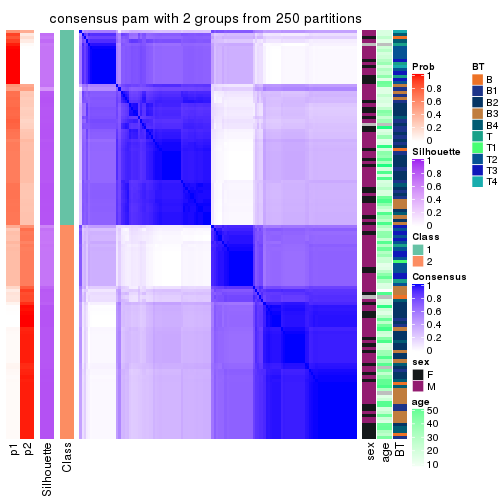 consensus pam with 2 groups from 250 partitions
Prob
1
0.8
0.6
0.4
0.2
0
Silhouette
1
0.8
0.6
0.4
0.2
0
Class
1
2
Consensus
1
0.8
0.6
0.4
0.2
0
sex
F
M
age
50
40
30
20
10
BT
B
B1
B2
B3
B4
T
T1
T2
T3
T4
p1
p2
Silhouette
Class
sex
age
BT